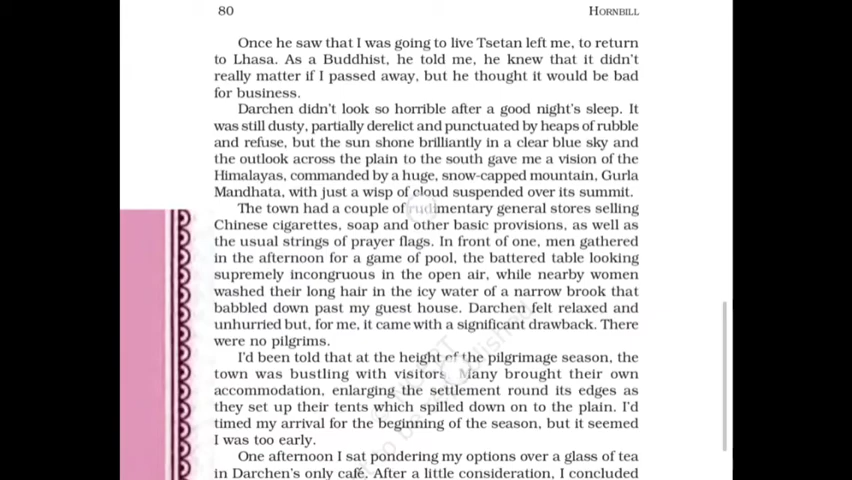 80
HORNBILL
Once he saw that I was going to live Tsetan left me, to return
to Lhasa. As a Buddhist, he told me, he knew that it didn't
really matter if I passed away, but he thought it would be bad
for business.
Darchen didn't look so horrible after a good night's sleep. It
was still dusty, partially derelict and punctuated by heaps of rubble
and refuse, but the sun shone brilliantly in a clear blue sky and
the outlook across the plain to the south gave me a vision of the
Himalayas, commanded by a huge, snow-capped mountain, Gurla
Mandhata, with just a wisp of cloud suspended over its summit.
The town had a couple of rudimentary general stores selling
Chinese cigarettes, soap and other basic provisions, as well as
the usual strings of prayer flags. In front of one, men gathered
in the afternoon for a game of pool, the battered table looking
supremely incongruous in the open air, while nearby women
washed their long hair in the icy water of a narrow brook that
babbled down past my guest house. Darchen felt relaxed and
unhurried but, for me, it came with a significant drawback. There
were no pilgrims.
I'd been told that at the height of the pilgrimage season, the
town was bustling with visitors. Many brought their own
accommodation, enlarging the settlement round its edges as
they set up their tents which spilled down on to the plain. I'd
timed my arrival for the beginning of the season, but it seemed
I was too early.
One afternoon I sat pondering my options over a glass of tea
in Darchen's only café. After a little consideration, I concluded